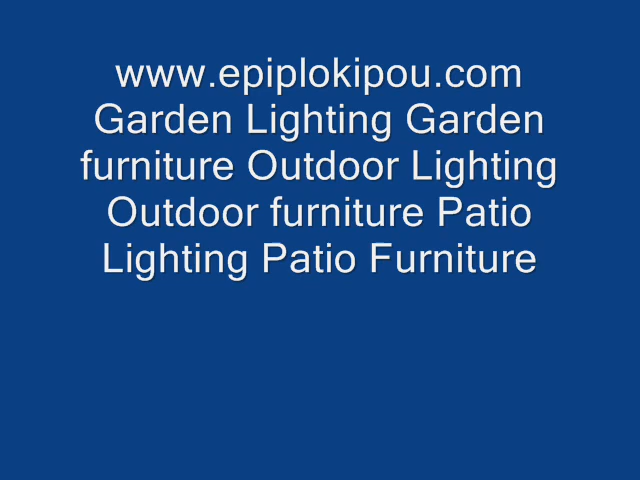 www.epiplokipou.com
Garden Lighting Garden
furniture Outdoor Lighting
Outdoor furniture Patio
Lighting Patio Furniture